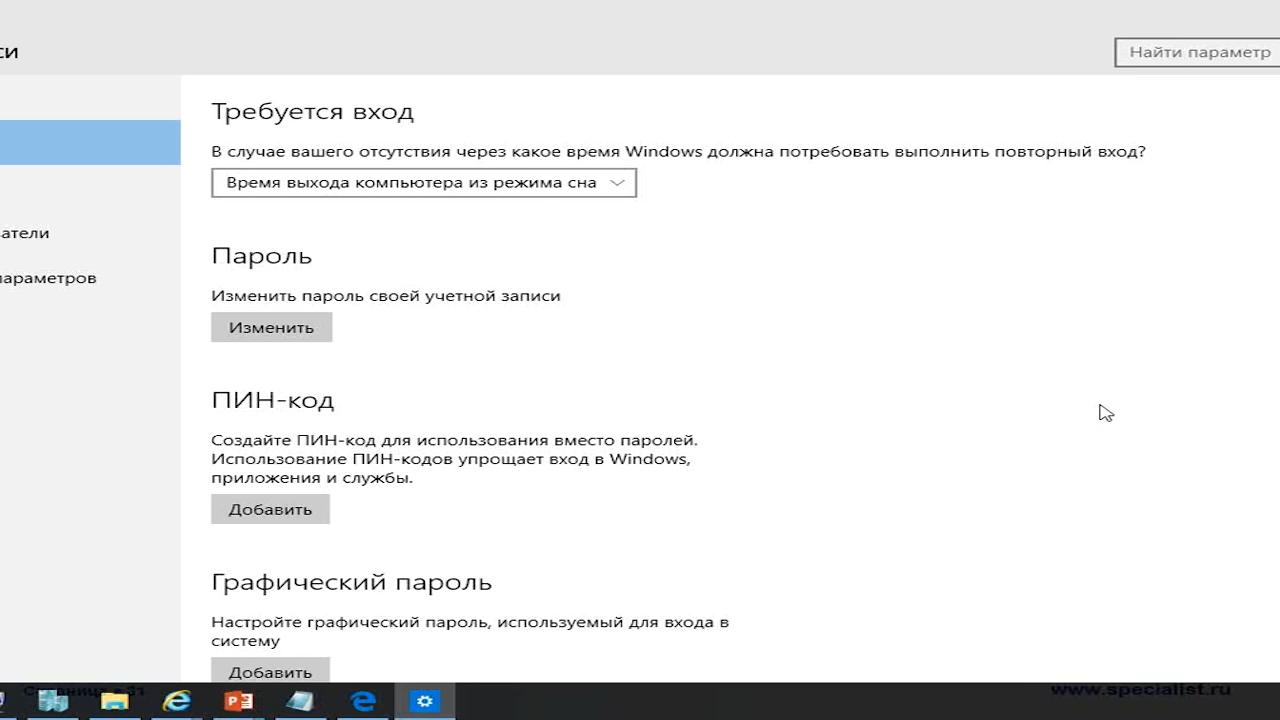 си
Найти параметр
Требуется вход
В случае вашего отсутствия через какое время Windows должна потребовать выполнить повторный вход?
Время выхода компьютера из режима сна
атели
Пароль
параметров
Изменить пароль своей учетной записи
Изменить
ПИН-код
Создайте ПИН-код для использования вместо паролей.
Использование ПИН-кодов упрощает вход в Windows,
приложения и службы.
Добавить
Графический пароль
Настройте графический пароль, используемый для входа в
систему
Добавить
www.specialist.ru